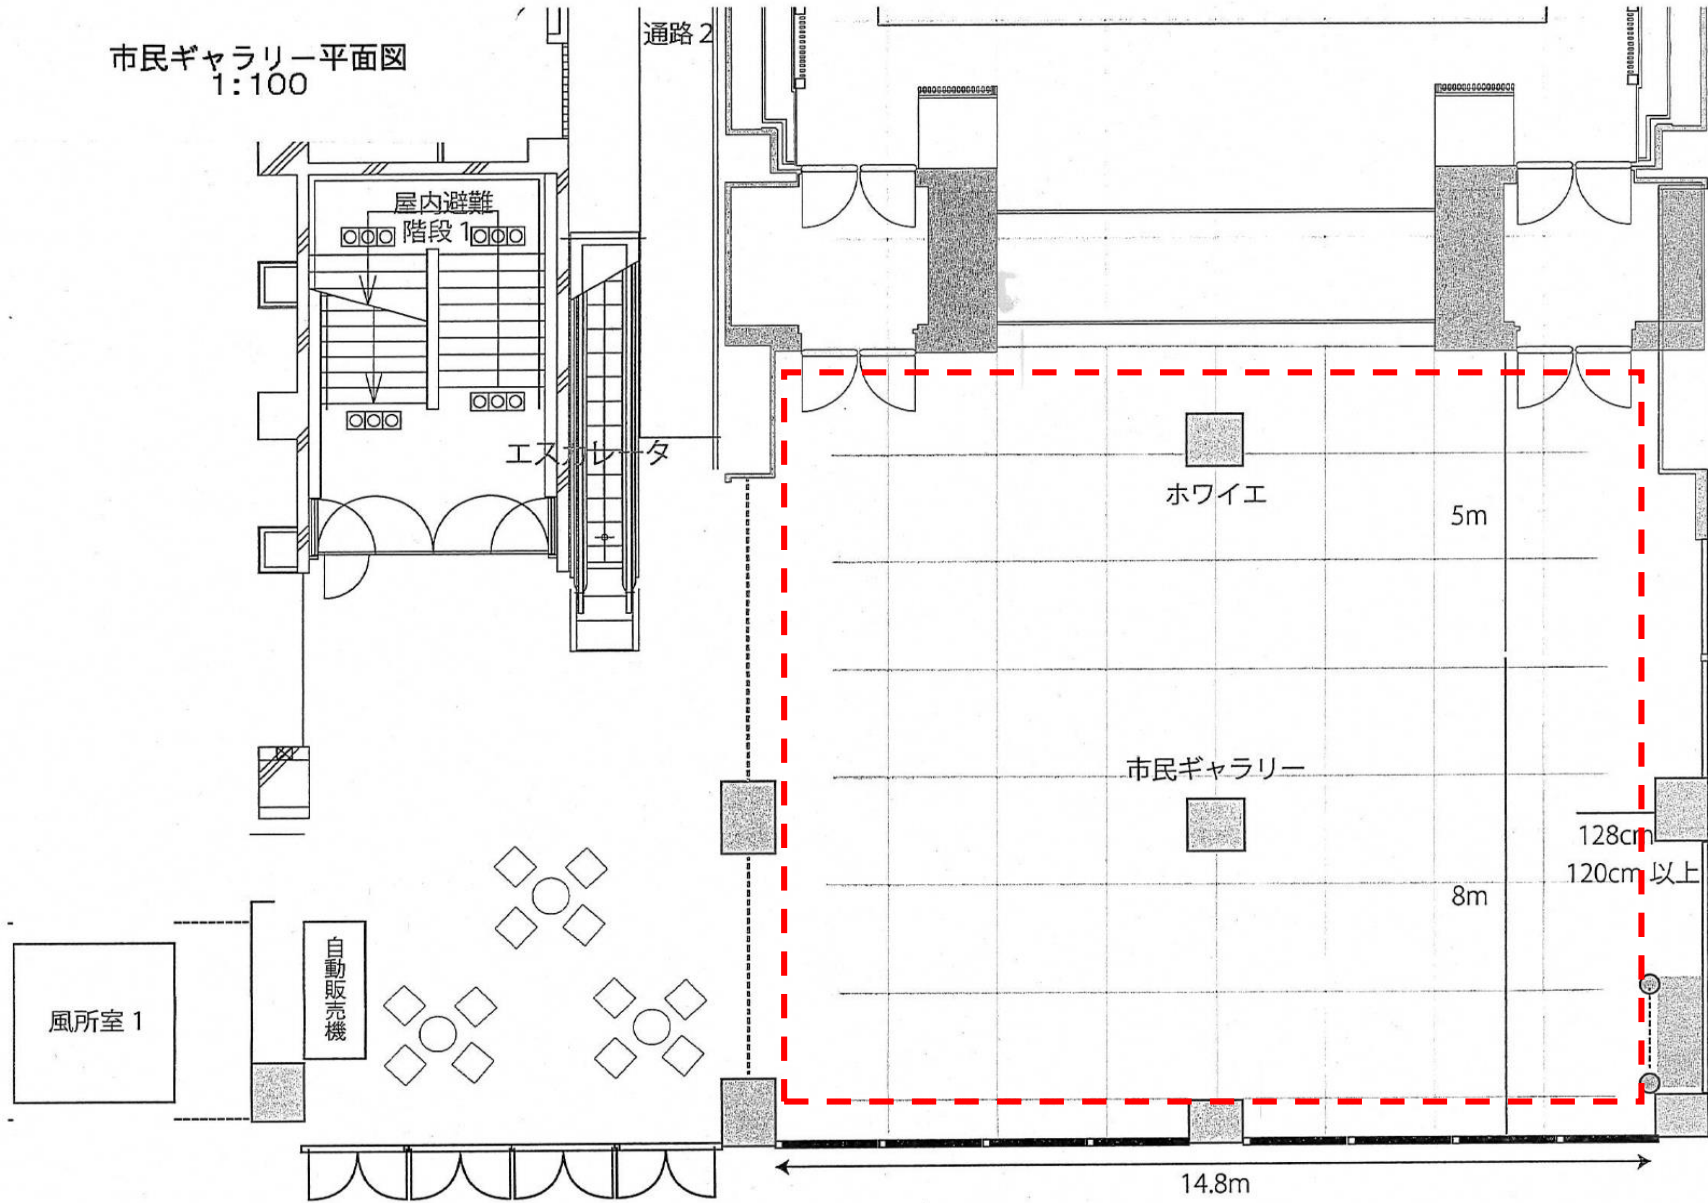 市民ギャラリー平面図
1:100
通路2
屋内避難
階段1
エスカレータ
ホワイエ
5m
市民ギャラリー
128cm
120cm 以上
8m
自動販売機
風所室1
14.8m